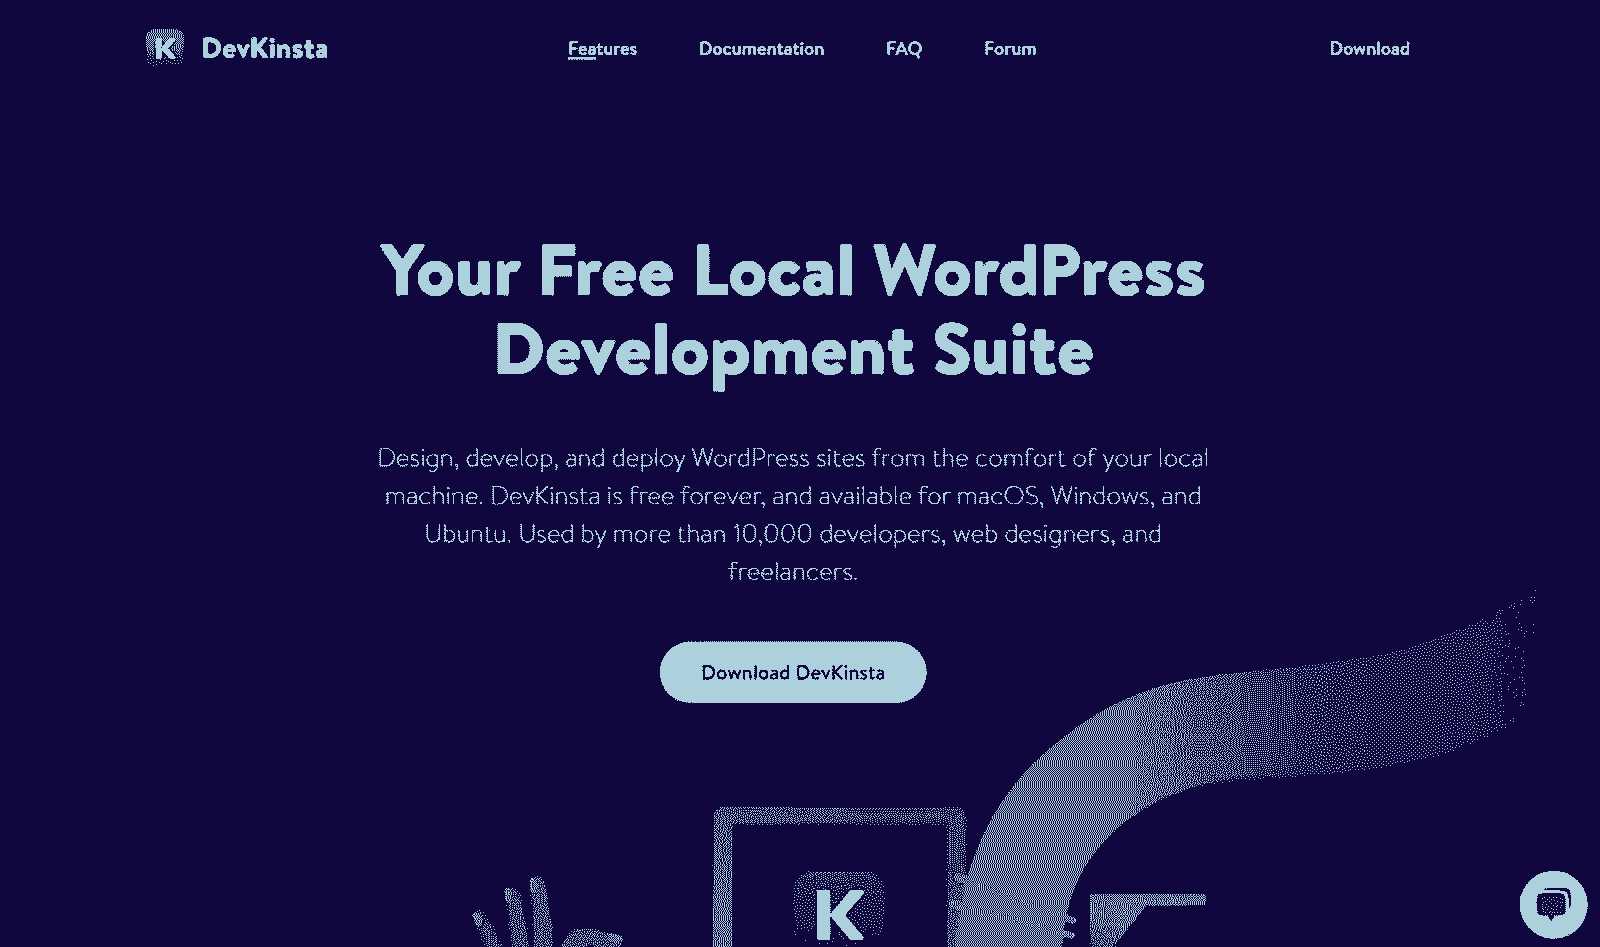 K DevKinsta
Features Documentation FAQ Forum Download
Your Free Local WordPress
Development Suite
Design, develop, and deploy WordPress sites from the comfort of your local
machine. DevKinsta is free forever, and available for macOS, Windows, and
Ubuntu. Used by more than 10,000 developers, web designers, and
freelancers.
Download DevKinsta
K